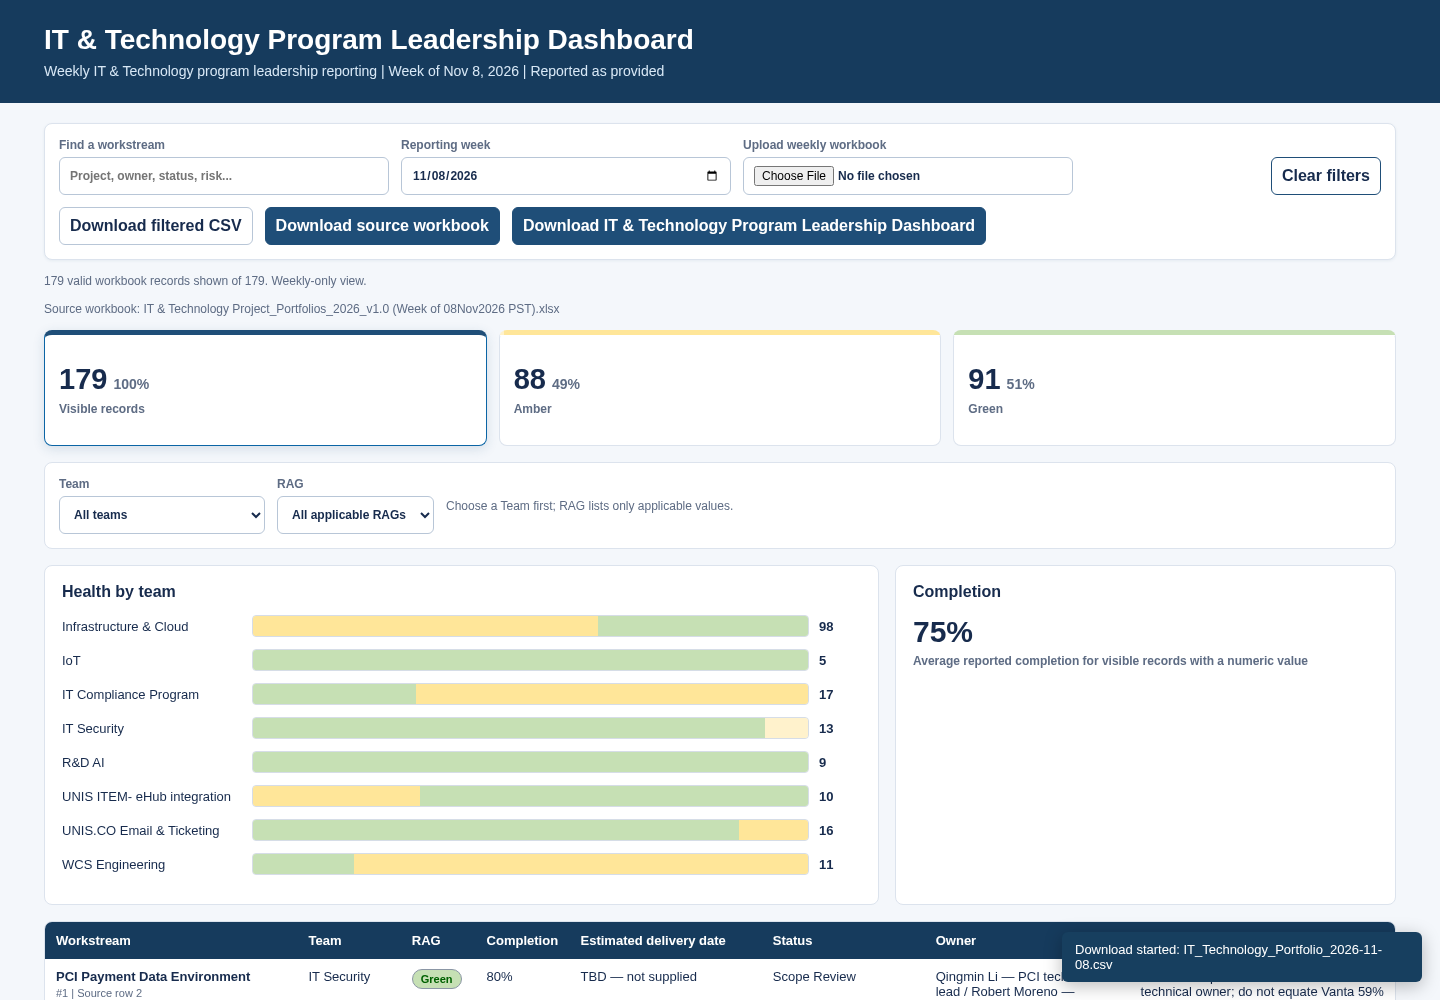 IT & Technology Program Leadership Dashboard
Weekly IT & Technology program leadership reporting | Week of Nov 8, 2026 | Reported as provided
Find a workstream
Reporting week
Upload weekly workbook
Project, owner, status, risk...
11/08/2026
Choose File No file chosen
Clear filters
Download filtered CSV
Download source workbook
Download IT & Technology Program Leadership Dashboard
179 valid workbook records shown of 179. Weekly-only view.
Source workbook: IT & Technology Project_Portfolios_2026_v1.0 (Week of 08Nov2026 PST).xlsx
179 100%
Visible records
88 49%
Amber
91 51%
Green
Team
RAG
All teams
All applicable RAGs
Choose a Team first; RAG lists only applicable values.
Health by team
Infrastructure & Cloud 98
IoT 5
IT Compliance Program 17
IT Security 13
R&D AI 9
UNIS ITEM- eHub integration 10
UNIS.CO Email & Ticketing 16
WCS Engineering 11
Completion
75%
Average reported completion for visible records with a numeric value
Workstream Team RAG Completion Estimated delivery date Status Owner
PCI Payment Data Environment
#1 | Source row 2
IT Security
Green
80%
TBD — not supplied
Scope Review
Qingmin Li — PCI
lead / Robert Moreno —
technical owner; do not equate Vanta 59%
Download started: IT_Technology_Portfolio_2026-11-
08.csv